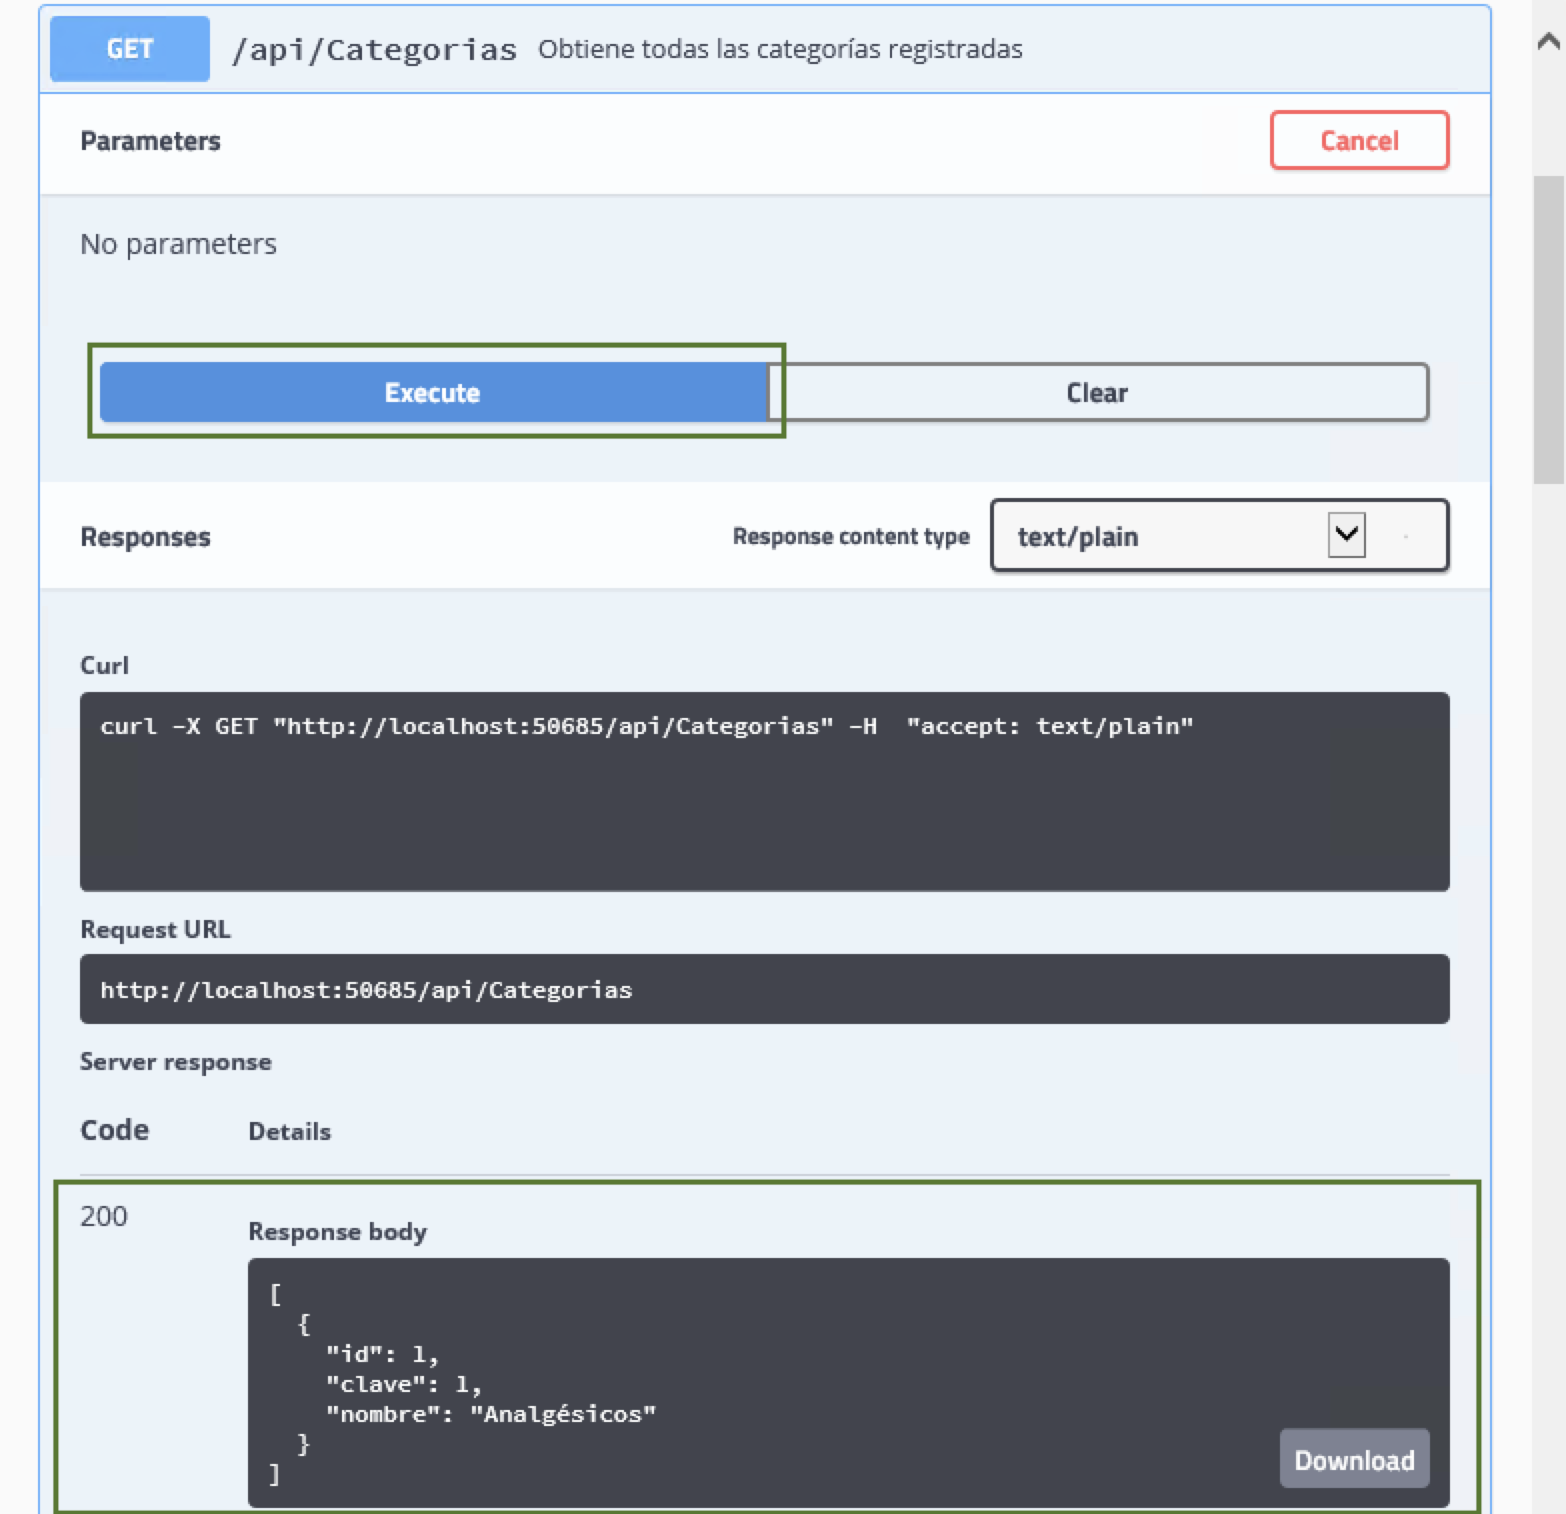 GET /api/Categorias Obtiene todas las categorías registradas
Parameters Cancel
No parameters
Execute Clear
Responses Response content type text/plain
Curl
curl -X GET "http://localhost:50685/api/Categorias" -H  "accept: text/plain"
Request URL
http://localhost:50685/api/Categorias
Server response
Code Details
200
Response body
[
  {
    "id": 1,
    "clave": 1,
    "nombre": "Analgésicos"
  }
]
Download